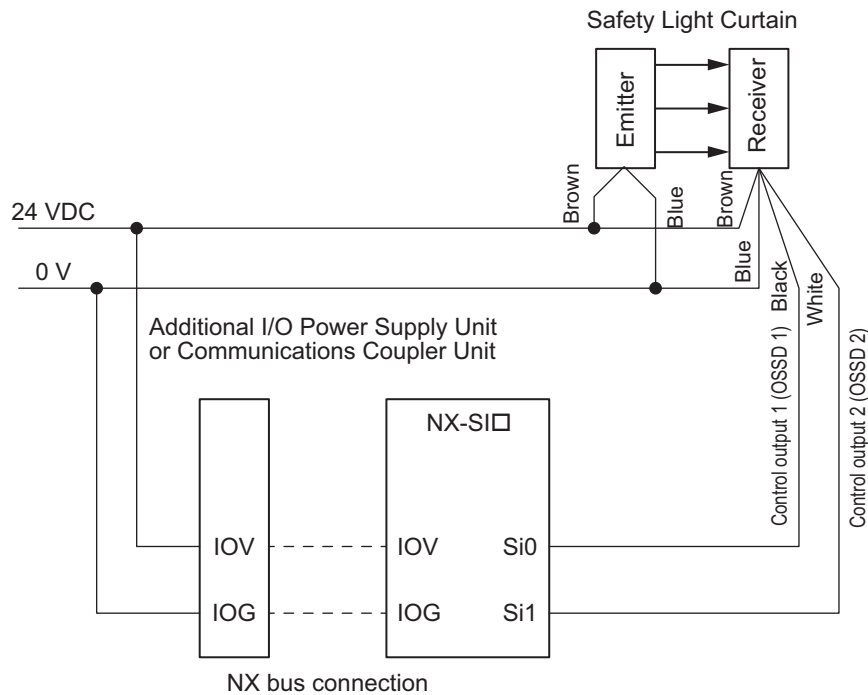 Safety Light Curtain
Emitter
Receiver
Brown
Blue
Brown
24 VDC
0 V
Blue
Black
White
Control output 1 (OSSD 1)
Control output 2 (OSSD 2)
Additional I/O Power Supply Unit
or Communications Coupler Unit
NX-SI□
IOV
IOV
Si0
IOG
IOG
Si1
NX bus connection